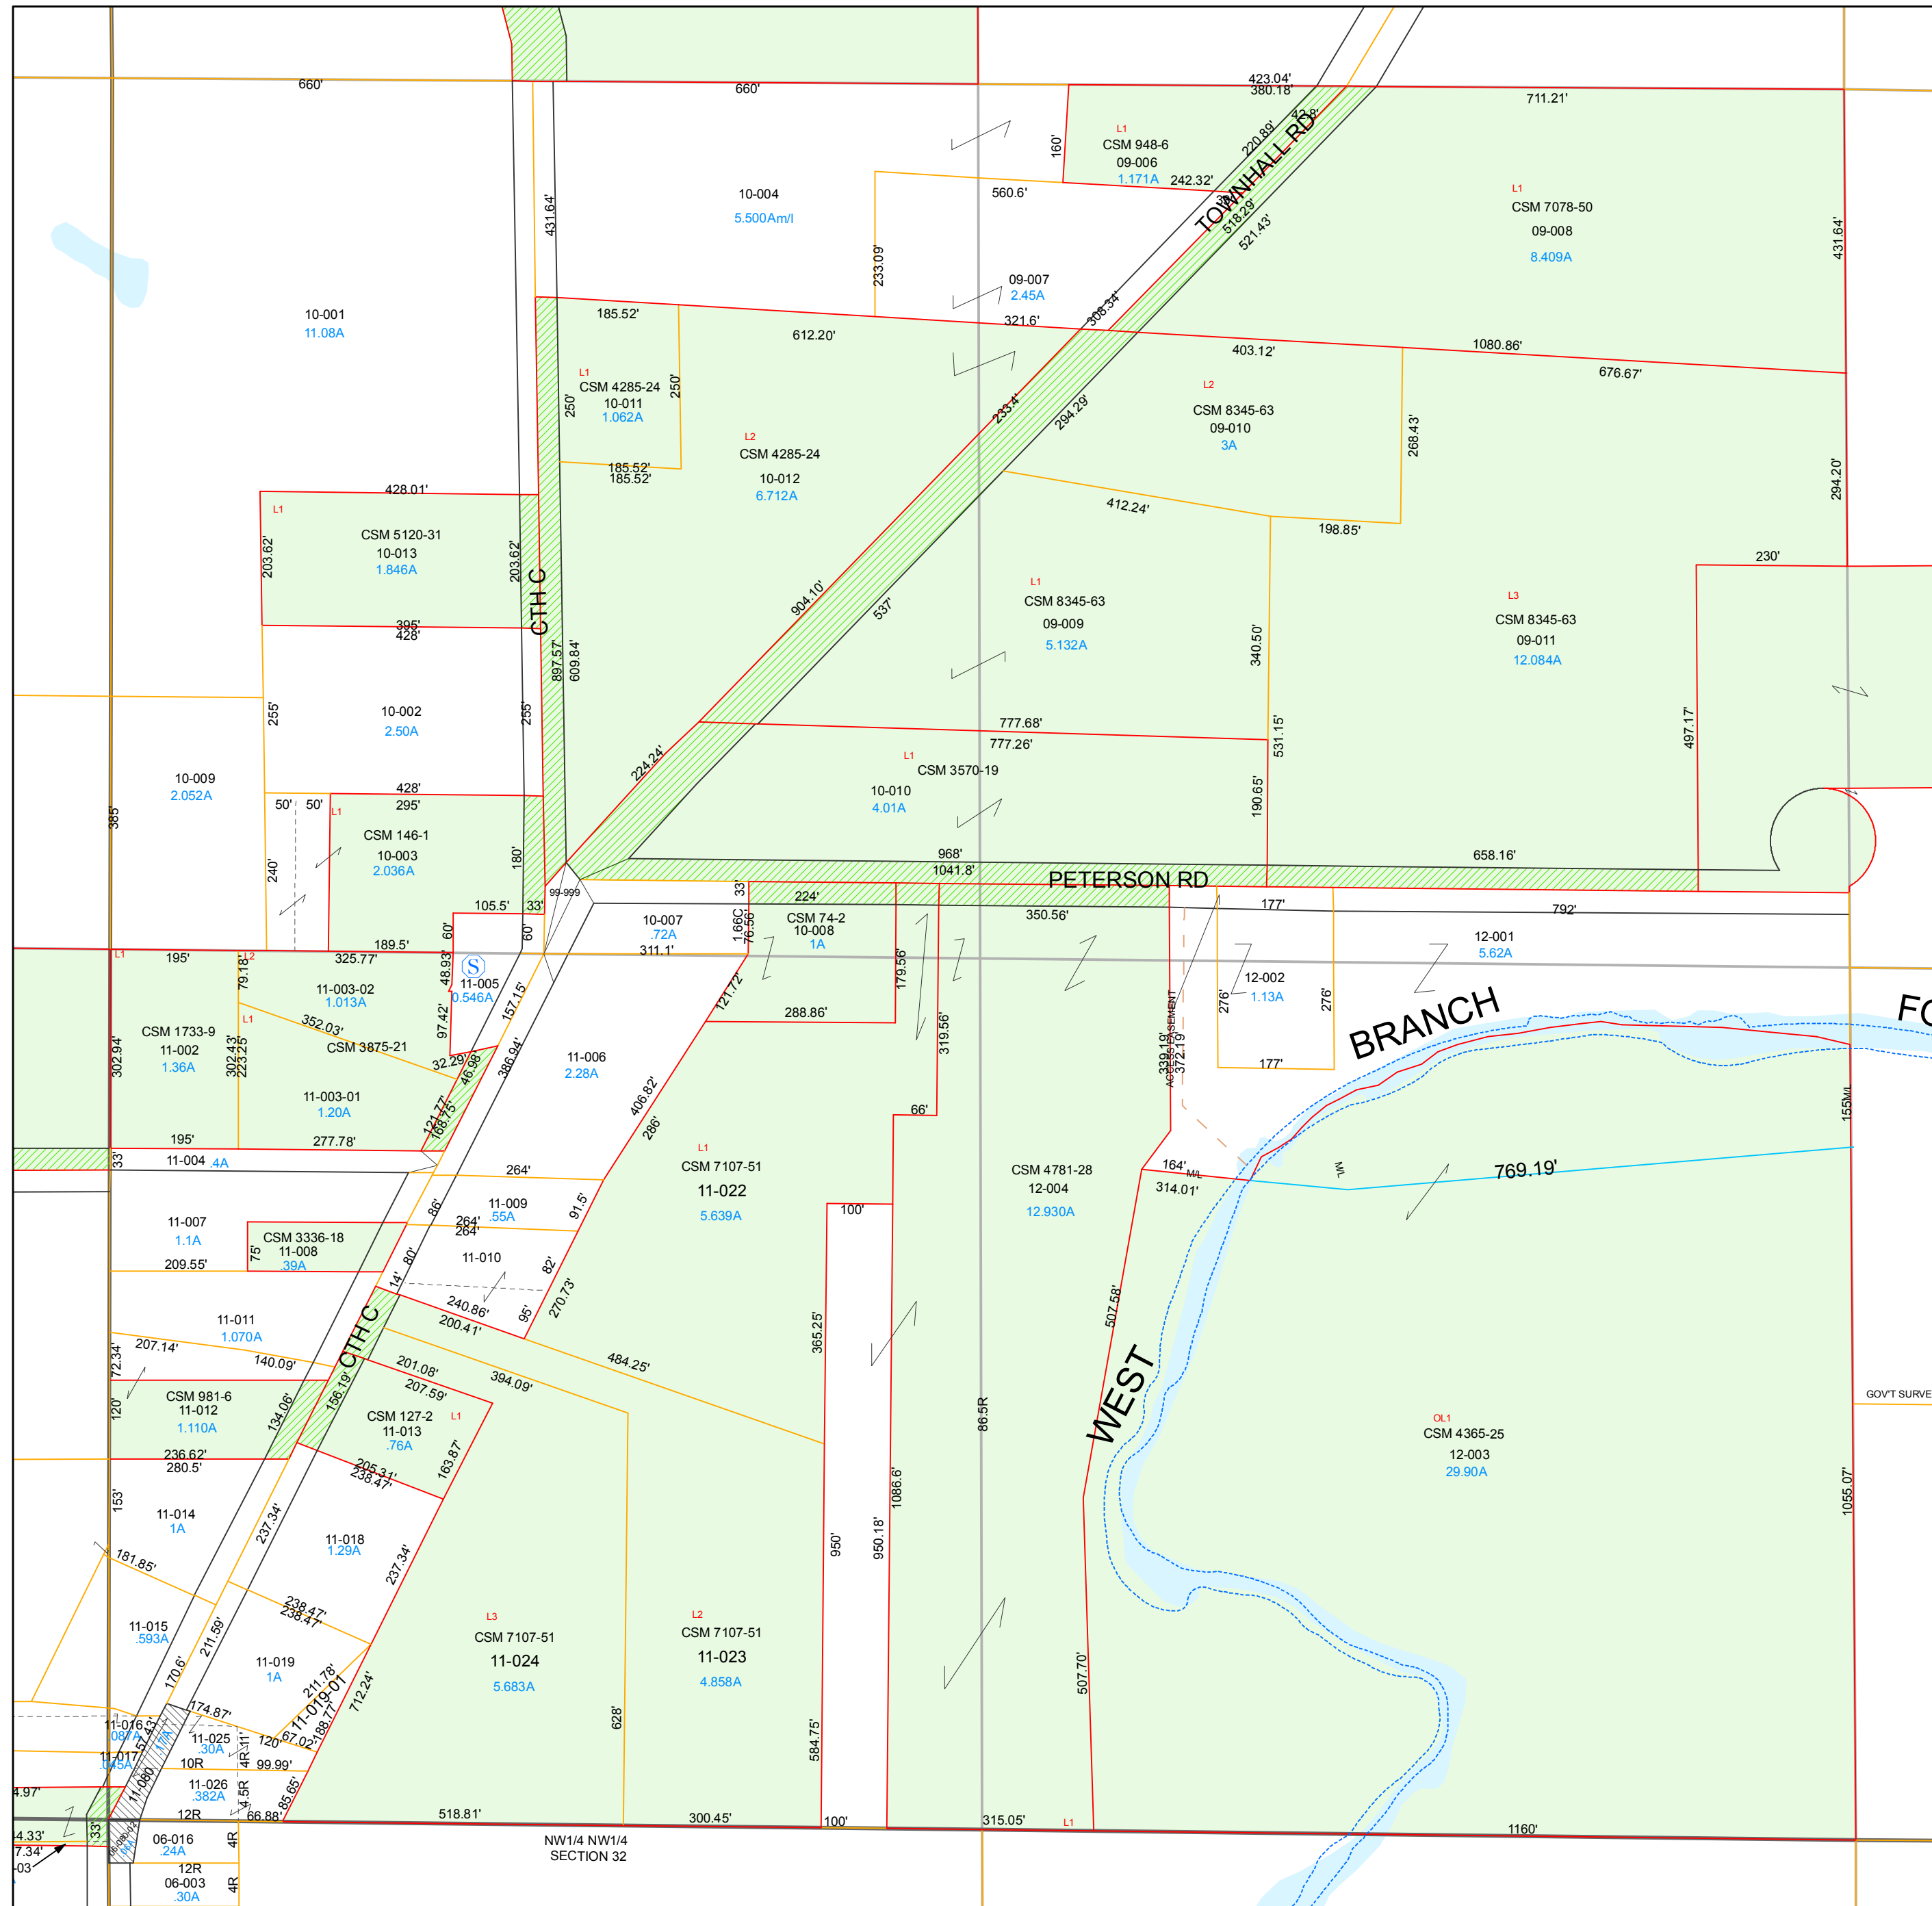 660'
660'
423.04'
380.18'
711.21'
42.8'
220.89'
TOWNHALL RD
160'
L1
CSM 948-6
09-006
1.171A
242.32'
518.29'
521.43'
L1
CSM 7078-50
09-008
8.409A
431.64'
431.64'
10-004
5.500Am/l
560.6'
233.09'
09-007
2.45A
321.6'
308.34'
10-001
11.08A
185.52'
612.20'
403.12'
1080.86'
676.67'
L1
CSM 4285-24
10-011
1.062A
250'
250'
185.52'
185.52'
L2
CSM 4285-24
10-012
6.712A
233.4'
294.29'
L2
CSM 8345-63
09-010
3A
268.43'
294.20'
412.24'
198.85'
428.01'
L1
CSM 5120-31
10-013
1.846A
203.62'
203.62'
CTH C
395'
428'
897.57'
609.84'
904.10'
537'
L1
CSM 8345-63
09-009
5.132A
340.50'
L3
CSM 8345-63
09-011
12.084A
230'
497.17'
255'
10-002
2.50A
255'
777.68'
777.26'
531.15'
224.24'
L1
CSM 3570-19
10-010
4.01A
190.65'
10-009
2.052A
385'
428'
50'
50'
295'
L1
CSM 146-1
10-003
2.036A
240'
180'
968'
658.16'
1041.8'
PETERSON RD
99-999
33'
105.5'
33'
60'
60'
189.5'
10-007
.72A
311.1'
1.66C
76.56'
224'
CSM 74-2
10-008
1A
350.56'
177'
792'
12-001
5.62A
L1
195'
L2
325.77'
79.18'
11-003-02
1.013A
48.93'
S
11-005
0.546A
97.42'
157.15'
121.72'
288.86'
179.56'
319.56'
12-002
1.13A
276'
276'
177'
ACCESS EASEMENT
339.19'
372.19'
BRANCH
FO
L1
352.03'
CSM 3875-21
CSM 1733-9
11-002
1.36A
302.94'
302.43'
223.25'
32.29'
46.98'
386.94'
11-006
2.28A
406.82'
286'
11-003-01
1.20A
121.77'
168.75'
66'
155M/L
195'
277.78'
33'
11-004 .4A
264'
L1
CSM 7107-51
11-022
5.639A
CSM 4781-28
12-004
12.930A
164'
M/L
314.01'
M/L
769.19'
86'
11-009
.55A
264'
264'
91.5'
100'
11-007
1.1A
CSM 3336-18
11-008
.39A
75'
209.55'
80'
14'
11-010
82'
95'
270.73'
240.86'
200.41'
11-011
1.070A
207.14'
140.09'
72.34'
CTH C
201.08'
207.59'
394.09'
484.25'
365.25'
507.58'
WEST
CSM 981-6
11-012
1.110A
120'
134.06'
156.19'
236.62'
280.5'
CSM 127-2
11-013
.76A
L1
163.87'
205.31'
238.47'
86.5R
OL1
CSM 4365-25
12-003
29.90A
GOV'T SURVE
153'
11-014
1A
237.34'
11-018
1.29A
237.34'
950'
950.18'
1086.6'
1055.07'
181.85'
238.47'
238.47'
11-015
.593A
170.6'
211.59'
11-019
1A
211.78'
11-019-01
188.77'
712.24'
L3
CSM 7107-51
11-024
5.683A
628'
L2
CSM 7107-51
11-023
4.858A
584.75'
507.70'
174.87'
11-016
.087A
57.43'
.17A
11-025
.30A
4R-11'
120'
67.02'
11-017
.045A
11-080
10R
99.99'
11-026
.382A
4.5R
85.65'
4.97'
12R
66.88'
518.81'
300.45'
100'
315.05'
L1
1160'
33'
06-016
.24A
4R
NW1/4 NW1/4
SECTION 32
4.33'
7.34'
-03
12R
06-003
.30A
4R